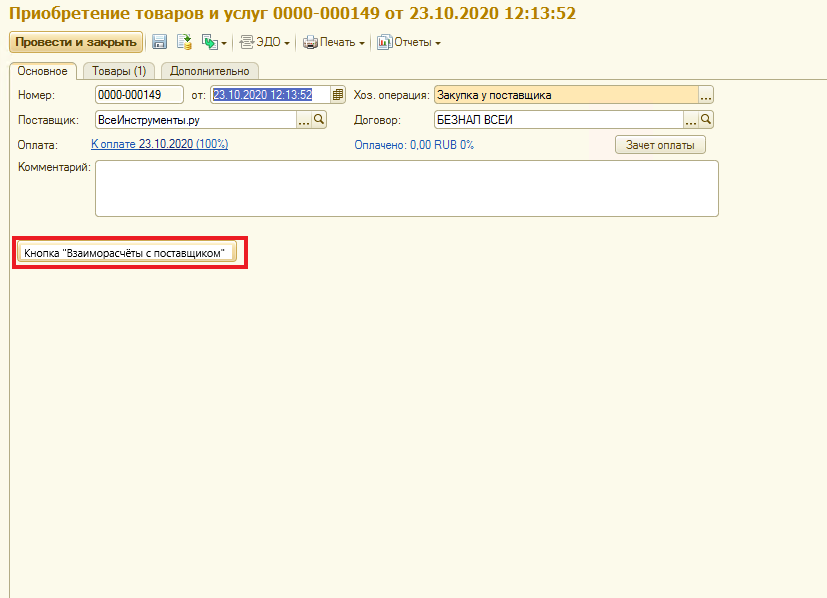 Приобретение товаров и услуг 0000-000149 от 23.10.2020 12:13:52
Провести и закрыть ЭДО Печать Отчеты
Основное Товары (1) Дополнительно
Номер: 0000-000149 от: 23.10.2020 12:13:52 Хоз. операция: Закупка у поставщика ...
Поставщик: ВсеИнструменты.ру ... Договор: БЕЗНАЛ ВСЕИ ...
Оплата: К оплате 23.10.2020 (100%) Оплачено: 0,00 RUB 0% Зачет оплаты
Комментарий:
Кнопка "Взаиморасчёты с поставщиком"